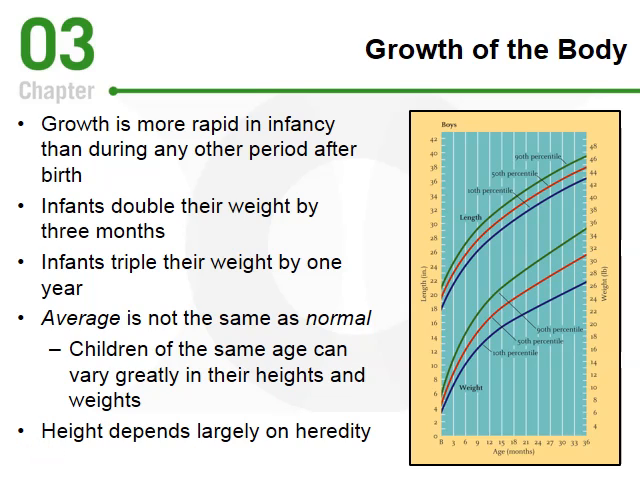 03
Chapter
Growth of the Body
• Growth is more rapid in infancy
than during any other period after
birth
• Infants double their weight by
three months
• Infants triple their weight by one
year
• Average is not the same as normal
– Children of the same age can
vary greatly in their heights and
weights
• Height depends largely on heredity
Boys
90th percentile
50th percentile
10th percentile
Length
90th percentile
50th percentile
10th percentile
Weight
Length (in.)
42
40
38
36
34
32
30
28
26
24
22
20
18
16
14
12
10
8
6
4
2
0
Weight (lb)
48
46
44
42
40
38
36
34
32
30
28
26
24
22
20
18
16
14
12
10
8
6
4
B 3 6 9 12 15 18 21 24 27 30 33 36
Age (months)